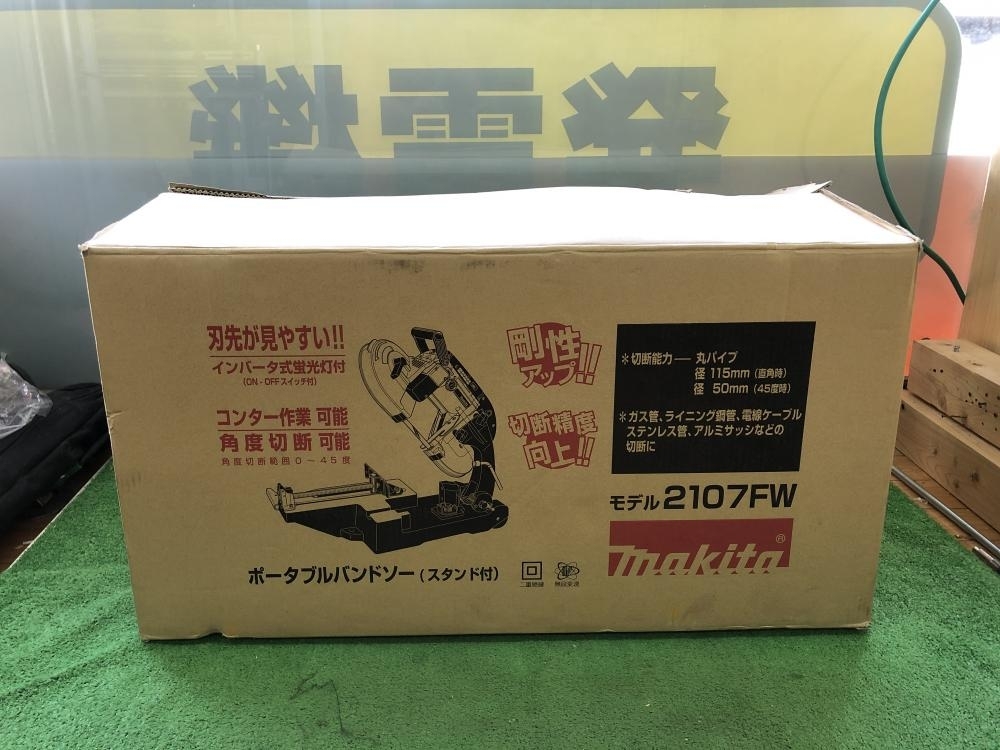 発電機
刃先が見やすい!!
インバータ式蛍光灯付
(ON-OFFスイッチ付)
コンター作業 可能
角度切断 可能
角度切断範囲0〜45度
剛性
アップ!!
切断精度
向上!!
＊切断能力― 丸パイプ
径 115mm (直角時)
径 50mm (45度時)
＊ガス管、ライニング鋼管、電線ケーブル
ステンレス管、アルミサッシなどの
切断に
モデル 2107FW
makita®
ポータブルバンドソー(スタンド付)
二重絶縁
無段変速